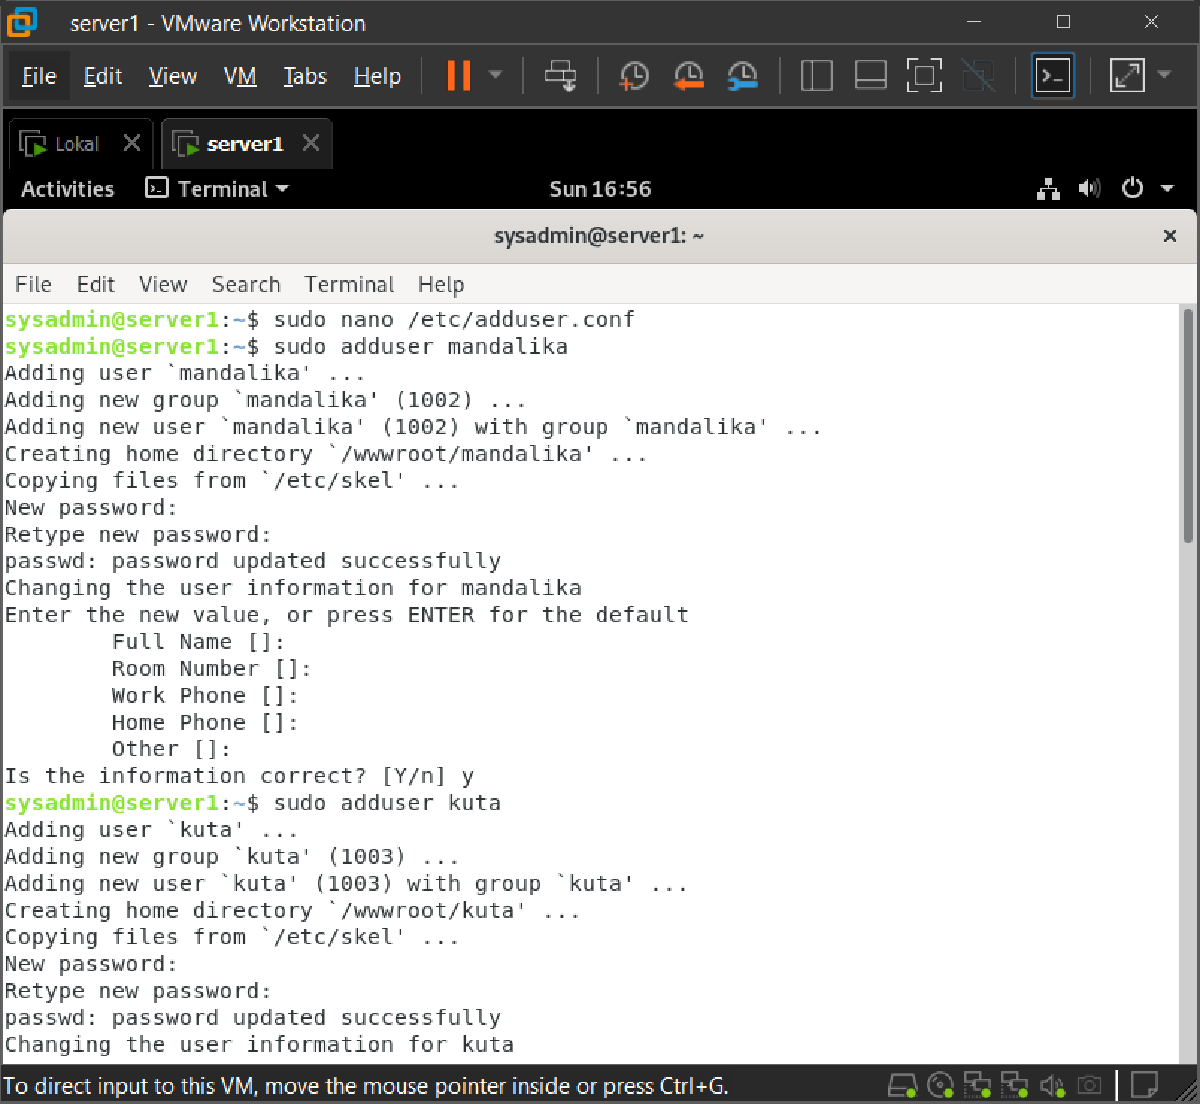 server1 - VMware Workstation
File Edit View VM Tabs Help
Lokal server1
Activities Terminal Sun 16:56
sysadmin@server1: ~
File Edit View Search Terminal Help
sysadmin@server1:~$ sudo nano /etc/adduser.conf
sysadmin@server1:~$ sudo adduser mandalika
Adding user `mandalika' ...
Adding new group `mandalika' (1002) ...
Adding new user `mandalika' (1002) with group `mandalika' ...
Creating home directory `/wwwroot/mandalika' ...
Copying files from `/etc/skel' ...
New password:
Retype new password:
passwd: password updated successfully
Changing the user information for mandalika
Enter the new value, or press ENTER for the default
Full Name []:
Room Number []:
Work Phone []:
Home Phone []:
Other []:
Is the information correct? [Y/n] y
sysadmin@server1:~$ sudo adduser kuta
Adding user `kuta' ...
Adding new group `kuta' (1003) ...
Adding new user `kuta' (1003) with group `kuta' ...
Creating home directory `/wwwroot/kuta' ...
Copying files from `/etc/skel' ...
New password:
Retype new password:
passwd: password updated successfully
Changing the user information for kuta
To direct input to this VM, move the mouse pointer inside or press Ctrl+G.